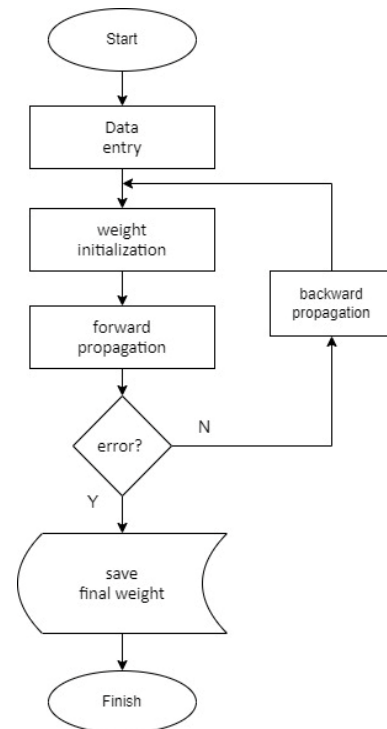 Start
Data
entry
weight
initialization
forward
propagation
backward
propagation
error?
N
Y
save
final weight
Finish